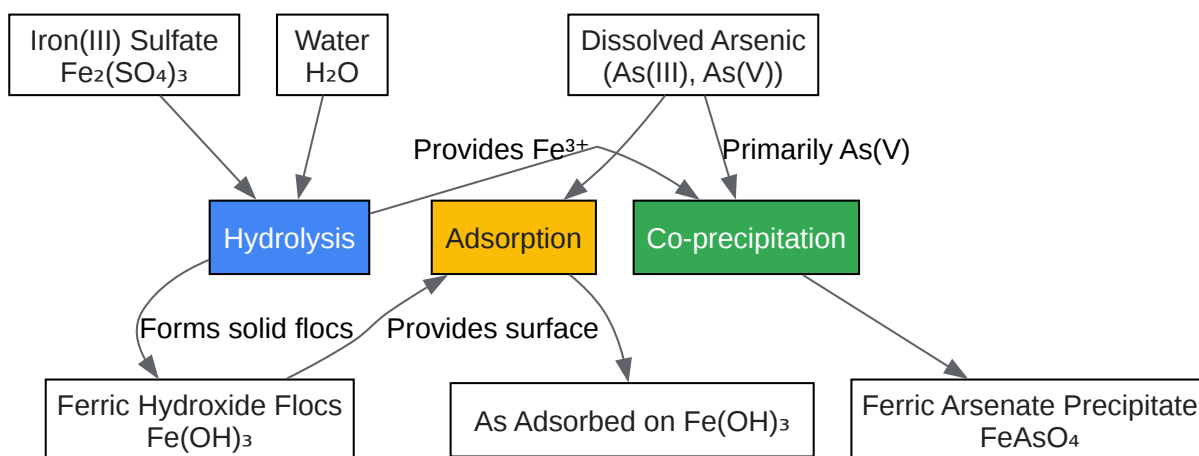 Iron(III) Sulfate
Fe₂(SO₄)₃
Water
H₂O
Dissolved Arsenic
(As(III), As(V))
Provides Fe³⁺
Primarily As(V)
Hydrolysis
Adsorption
Co-precipitation
Forms solid flocs
Provides surface
Ferric Hydroxide Flocs
Fe(OH)₃
As Adsorbed on Fe(OH)₃
Ferric Arsenate Precipitate
FeAsO₄